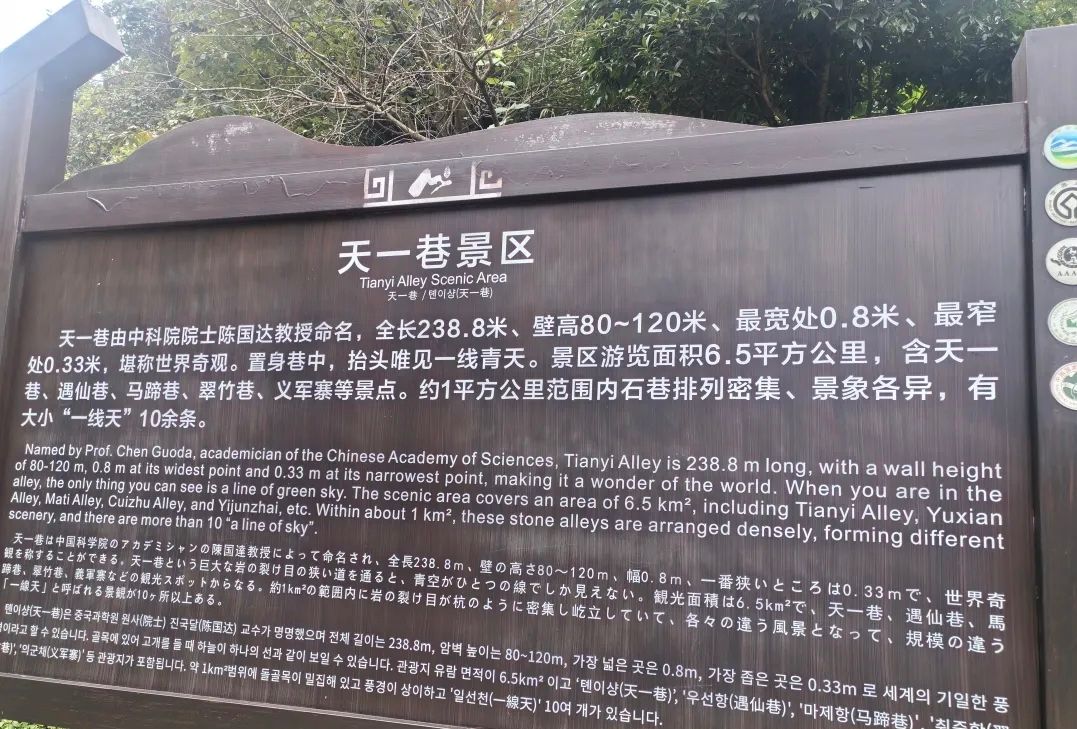 天一巷景区
Tianyi Alley Scenic Area
天一巷 / 텐이샹(天一巷)
天一巷由中科院院士陈国达教授命名，全长238.8米、壁高80~120米、最宽处0.8米、最窄
处0.33米，堪称世界奇观。置身巷中，抬头唯见一线青天。景区游览面积6.5平方公里，含天一
巷、遇仙巷、马蹄巷、翠竹巷、义军寨等景点。约1平方公里范围内石巷排列密集、景象各异，有
大小“一线天”10余条。
Named by Prof. Chen Guoda, academician of the Chinese Academy of Sciences, Tianyi Alley is 238.8 m long, with a wall height
of 80-120 m, 0.8 m at its widest point and 0.33 m at its narrowest point, making it a wonder of the world. When you are in the
alley, the only thing you can see is a line of green sky. The scenic area covers an area of 6.5 km², including Tianyi Alley, Yuxian
Alley, Mati Alley, Cuizhu Alley, and Yijunzhai, etc. Within about 1 km², these stone alleys are arranged densely, forming different
scenery, and there are more than 10 “a line of sky”.
天一巷は中国科学院のアカデミシャンの陳国達教授によって命名され、全長238.8m、壁の高さ80～120m、幅0.8m、一番狭いところは0.33mで、世界奇
観を称することができる。天一巷という巨大な岩の裂け目の狭い道を通ると、青空がひとつの線でしか見えない。観光面積は6.5k㎡で、天一巷、遇仙巷、馬
蹄巷、翠竹巷、義軍寨などの観光スポットからなる。約1k㎡の範囲内に岩の裂け目が杭のように密集し屹立していて、各々の違う風景となって、規模の違う
「一線天」と呼ばれる景観が10ヶ所以上ある。
텐이샹(天一巷)은 중국과학원 원사(院士) 진국달(陈国达) 교수가 명명했으며 전체 길이는 238.8m, 암벽 높이는 80~120m, 가장 넓은 곳은 0.8m, 가장 좁은 곳은 0.33m 로 세계의 기일한 풍
이라고 할 수 있습니다. 골목에 있어 고개를 들 때 하늘이 하나의 선과 같이 보일 수 있습니다. 관광지 유람 면적이 6.5km² 이고 ‘텐이샹(天一巷)’, '우선항(遇仙巷)', '마제항(马蹄巷)', '취죽항(翠
巷)', '의군채(义军寨)' 등 관광지가 포함됩니다. 약 1km²범위에 돌골목이 밀집해 있고 풍경이 상이하고 '일선천(一線天)' 10여 개가 있습니다.